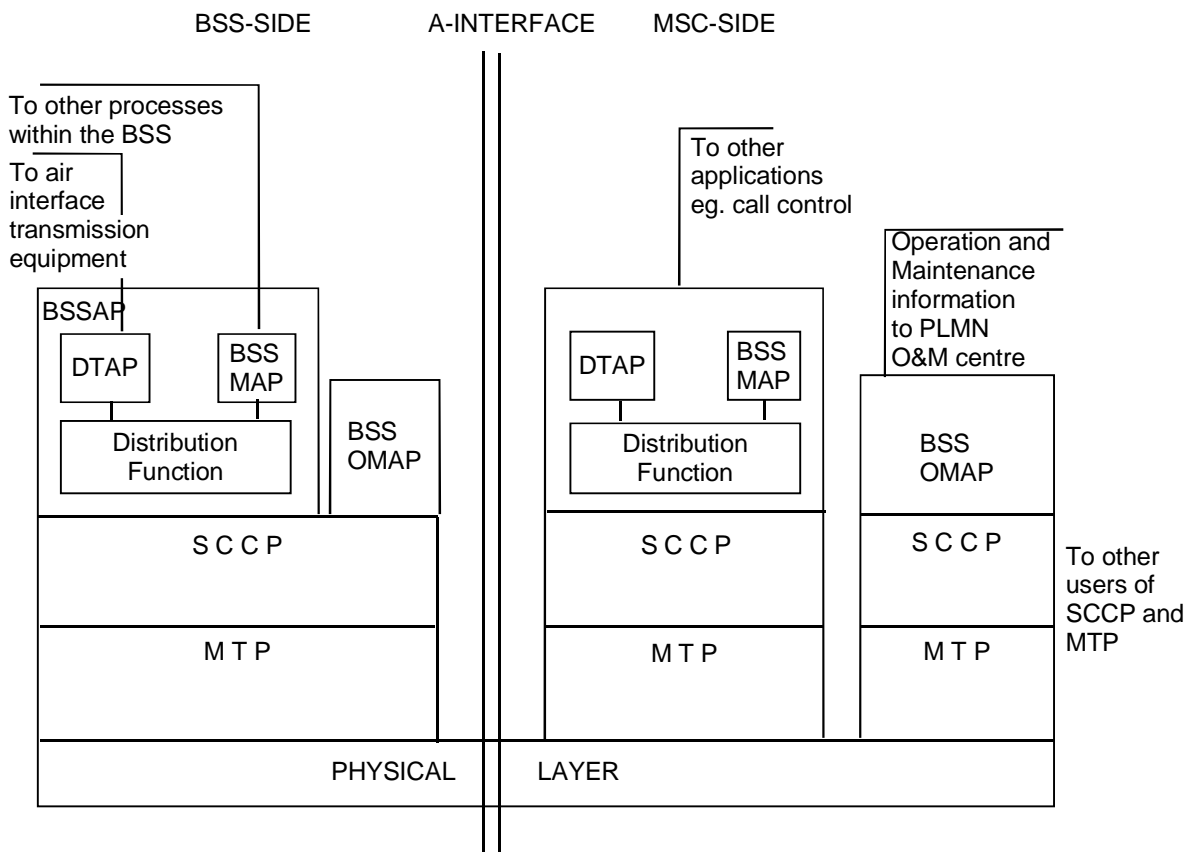 BSS-SIDE
A-INTERFACE
MSC-SIDE
To other processes
within the BSS
To air
interface
transmission
equipment
BSSAP
DTAP
BSS
MAP
Distribution
Function
BSS
OMAP
S C C P
M T P
To other
applications
eg. call control
DTAP
BSS
MAP
Distribution
Function
S C C P
M T P
Operation and
Maintenance
information
to PLMN
O&M centre
BSS
OMAP
S C C P
M T P
To other
users of
SCCP and
MTP
PHYSICAL
LAYER